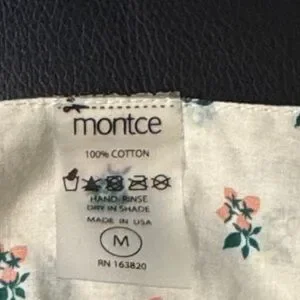 montce
100% COTTON
HAND RINSE
DRY IN SHADE
MADE IN USA
M
RN 163820